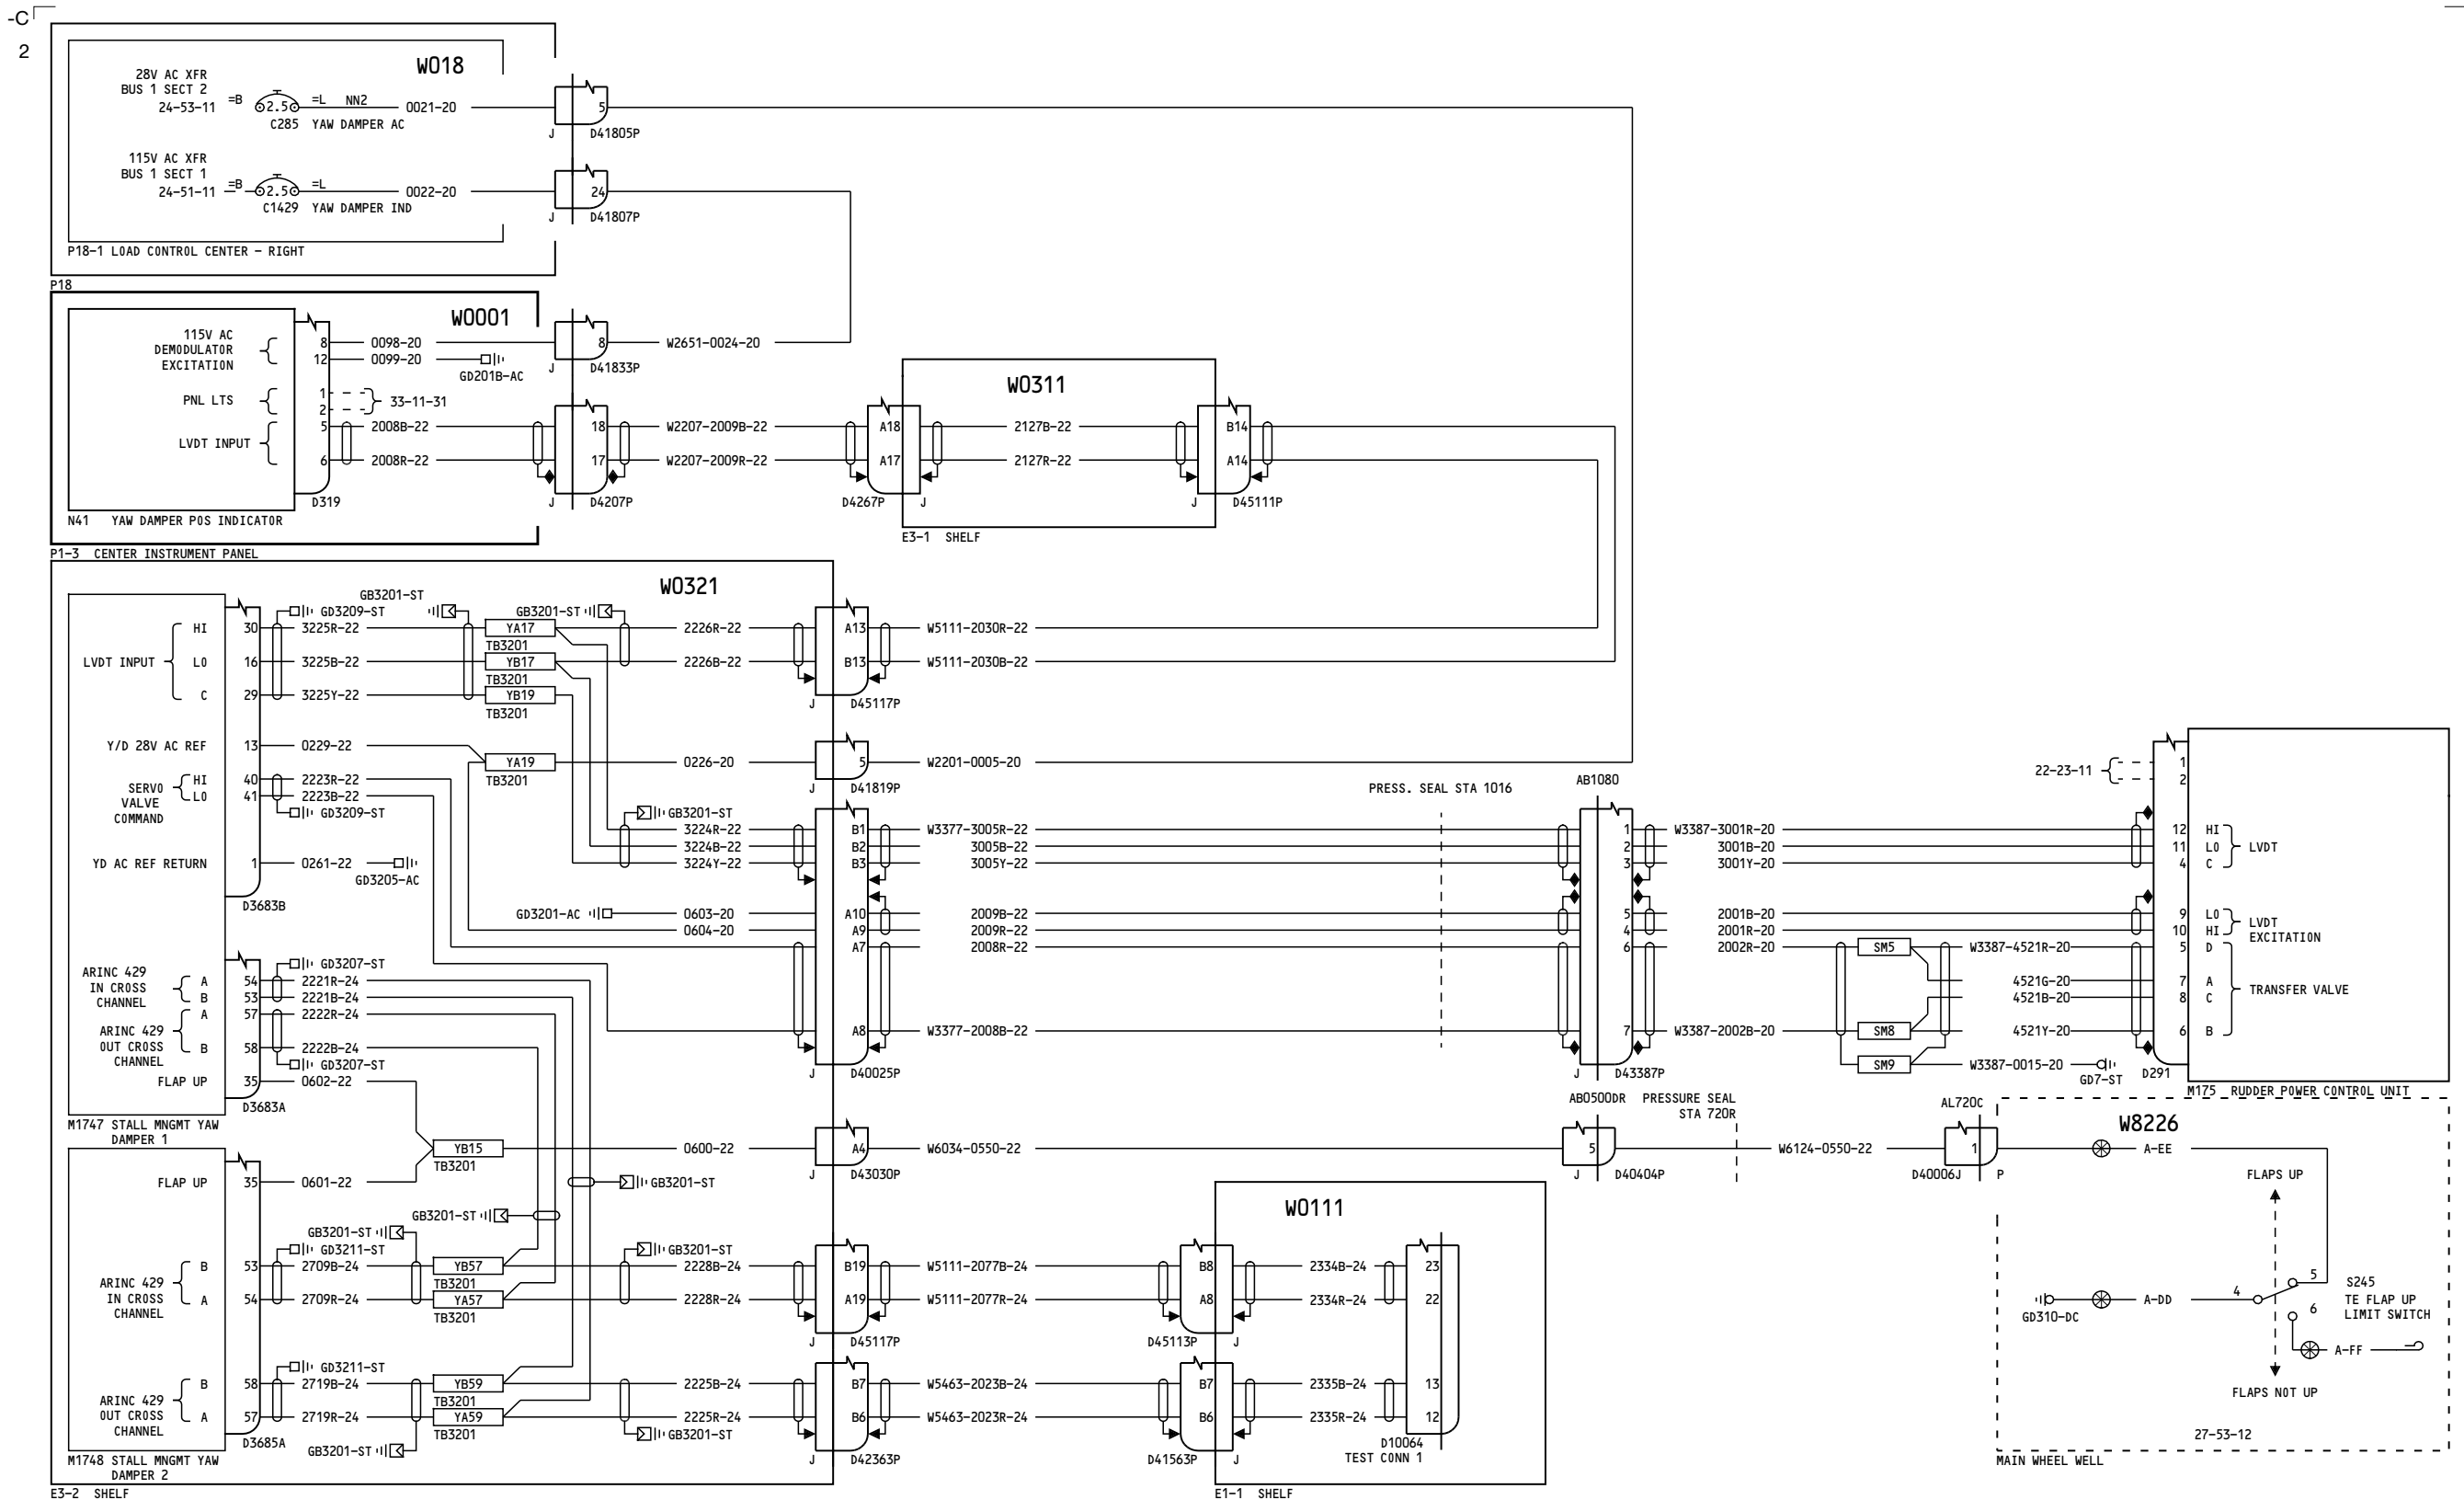 -C
2
W018
28V AC XFR
BUS 1 SECT 2
24-53-11
=B
2.5
=L
NN2
0021-20
C285 YAW DAMPER AC
5
J
D41805P
115V AC XFR
BUS 1 SECT 1
24-51-11
=B
2.5
=L
0022-20
C1429 YAW DAMPER IND
24
J
D41807P
P18-1 LOAD CONTROL CENTER - RIGHT
P18
W0001
115V AC
DEMODULATOR
EXCITATION
8
0098-20
12
0099-20
GD201B-AC
8
W2651-0024-20
J
D41833P
PNL LTS
1
2
33-11-31
LVDT INPUT
5
2008B-22
6
2008R-22
D319
18
W2207-2009B-22
17
W2207-2009R-22
J
D4207P
N41 YAW DAMPER POS INDICATOR
P1-3 CENTER INSTRUMENT PANEL
W0311
A18
2127B-22
B14
A17
2127R-22
A14
D4267P
J
J
D45111P
E3-1 SHELF
W0321
GB3201-ST
GD3209-ST
GB3201-ST
LVDT INPUT
HI
30
3225R-22
YA17
TB3201
2226R-22
A13
W5111-2030R-22
LO
16
3225B-22
YB17
TB3201
2226B-22
B13
W5111-2030B-22
C
29
3225Y-22
YB19
TB3201
J
D45117P
Y/D 28V AC REF
13
0229-22
YA19
TB3201
0226-20
5
W2201-0005-20
J
D41819P
SERVO
VALVE
COMMAND
HI
40
2223R-22
LO
41
2223B-22
GD3209-ST
GB3201-ST
YD AC REF RETURN
1
0261-22
GD3205-AC
D3683B
3224R-22
B1
W3377-3005R-22
3224B-22
B2
3005B-22
3224Y-22
B3
3005Y-22
GD3201-AC
0603-20
A10
2009B-22
0604-20
A9
2009R-22
A7
2008R-22
A8
W3377-2008B-22
J
D40025P
PRESS. SEAL STA 1016
AB1080
1
W3387-3001R-20
2
3001B-20
3
3001Y-20
5
2001B-20
4
2001R-20
6
2002R-20
7
W3387-2002B-20
J
D43387P
SM5
W3387-4521R-20
4521G-20
4521B-20
SM8
4521Y-20
SM9
W3387-0015-20
GD7-ST
22-23-11
1
2
12
HI
11
LO
4
C
LVDT
9
LO
10
HI
LVDT
EXCITATION
5
D
7
A
8
C
6
B
TRANSFER VALVE
D291
M175 RUDDER POWER CONTROL UNIT
ARINC 429
IN CROSS
CHANNEL
GD3207-ST
A
54
2221R-24
B
53
2221B-24
ARINC 429
OUT CROSS
CHANNEL
A
57
2222R-24
B
58
2222B-24
GD3207-ST
FLAP UP
35
0602-22
D3683A
M1747 STALL MNGMT YAW
DAMPER 1
YB15
TB3201
0600-22
A4
W6034-0550-22
J
D43030P
AB0500DR
PRESSURE SEAL
STA 720R
5
J
D40404P
W6124-0550-22
AL720C
1
D40006J
P
W8226
A-EE
FLAPS UP
5
4
6
S245
TE FLAP UP
LIMIT SWITCH
A-DD
GD310-DC
A-FF
FLAPS NOT UP
27-53-12
MAIN WHEEL WELL
FLAP UP
35
0601-22
GB3201-ST
GB3201-ST
GB3201-ST
GD3211-ST
GB3201-ST
ARINC 429
IN CROSS
CHANNEL
B
53
2709B-24
YB57
TB3201
2228B-24
B19
W5111-2077B-24
A
54
2709R-24
YA57
TB3201
2228R-24
A19
W5111-2077R-24
J
D45117P
W0111
B8
2334B-24
23
A8
2334R-24
22
D45113P
J
GD3211-ST
ARINC 429
OUT CROSS
CHANNEL
B
58
2719B-24
YB59
TB3201
2225B-24
B7
W5463-2023B-24
B7
2335B-24
13
A
57
2719R-24
YA59
TB3201
2225R-24
B6
W5463-2023R-24
B6
2335R-24
12
D3685A
GB3201-ST
GB3201-ST
J
D42363P
D41563P
J
D10064
TEST CONN 1
M1748 STALL MNGMT YAW
DAMPER 2
E3-2 SHELF
E1-1 SHELF